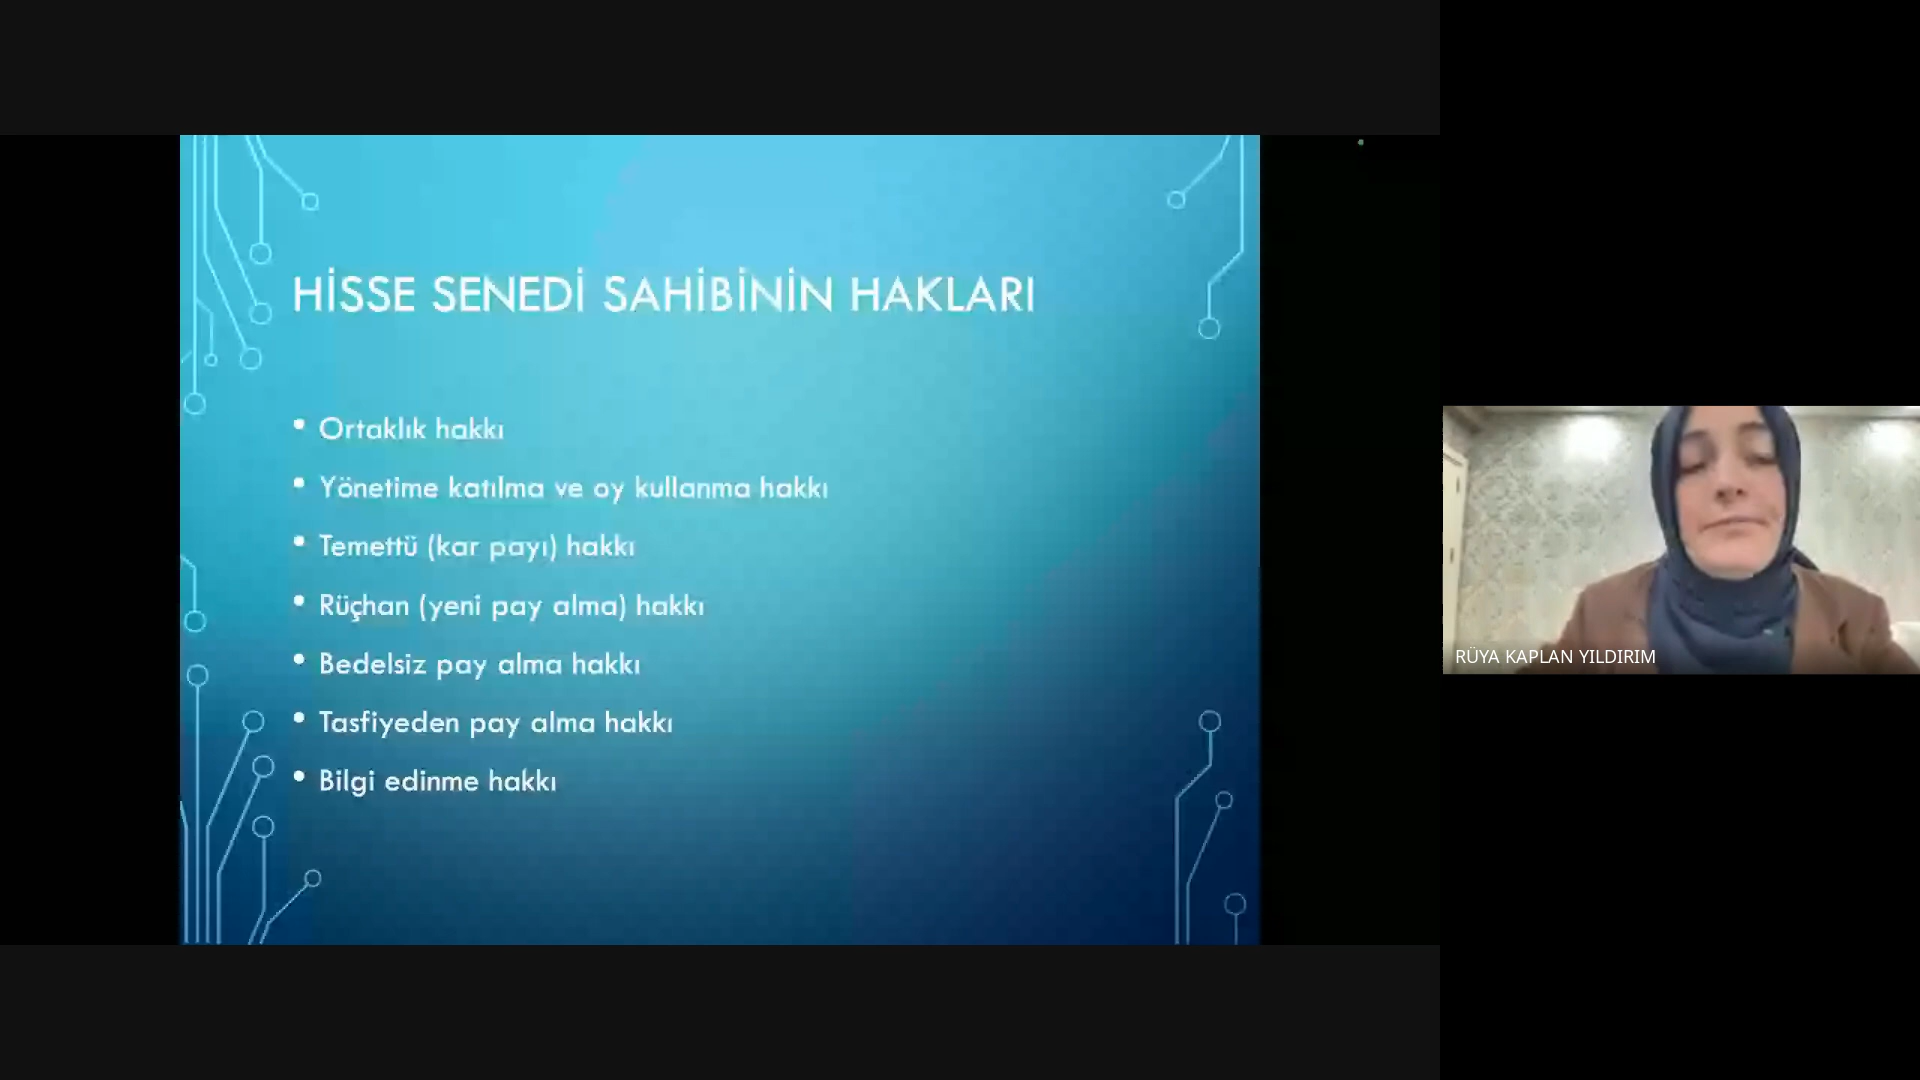 HİSSE SENEDİ SAHİBİNİN HAKLARI
• Ortaklık hakkı
• Yönetime katılma ve oy kullanma hakkı
• Temettü (kar payı) hakkı
• Rüçhan (yeni pay alma) hakkı
• Bedelsiz pay alma hakkı
• Tasfiyeden pay alma hakkı
• Bilgi edinme hakkı
RÜYA KAPLAN YILDIRIM